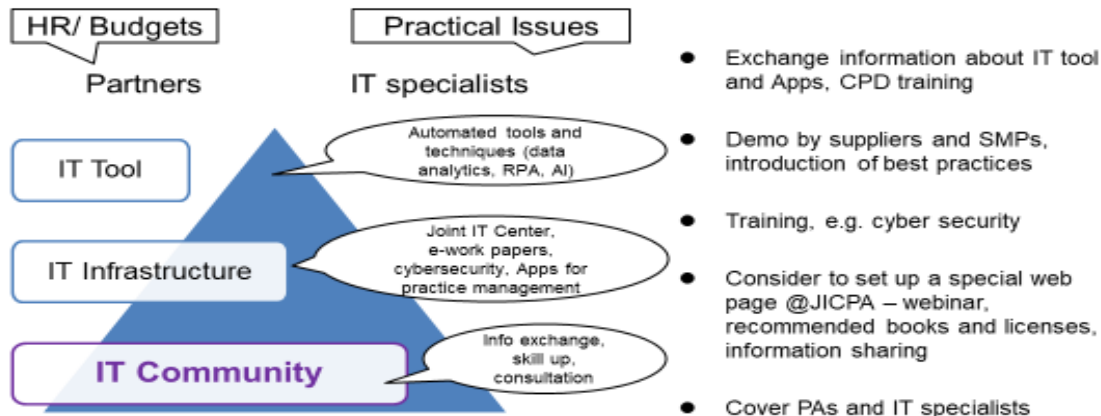 HR/ Budgets
Practical Issues
Partners
IT specialists
IT Tool
Automated tools and
techniques (data
analytics, RPA, AI)
IT Infrastructure
Joint IT Center,
e-work papers,
cybersecurity, Apps for
practice management
IT Community
Info exchange,
skill up,
consultation
● Exchange information about IT tool
and Apps, CPD training
● Demo by suppliers and SMPs,
introduction of best practices
● Training, e.g. cyber security
● Consider to set up a special web
page @JICPA – webinar,
recommended books and licenses,
information sharing
● Cover PAs and IT specialists